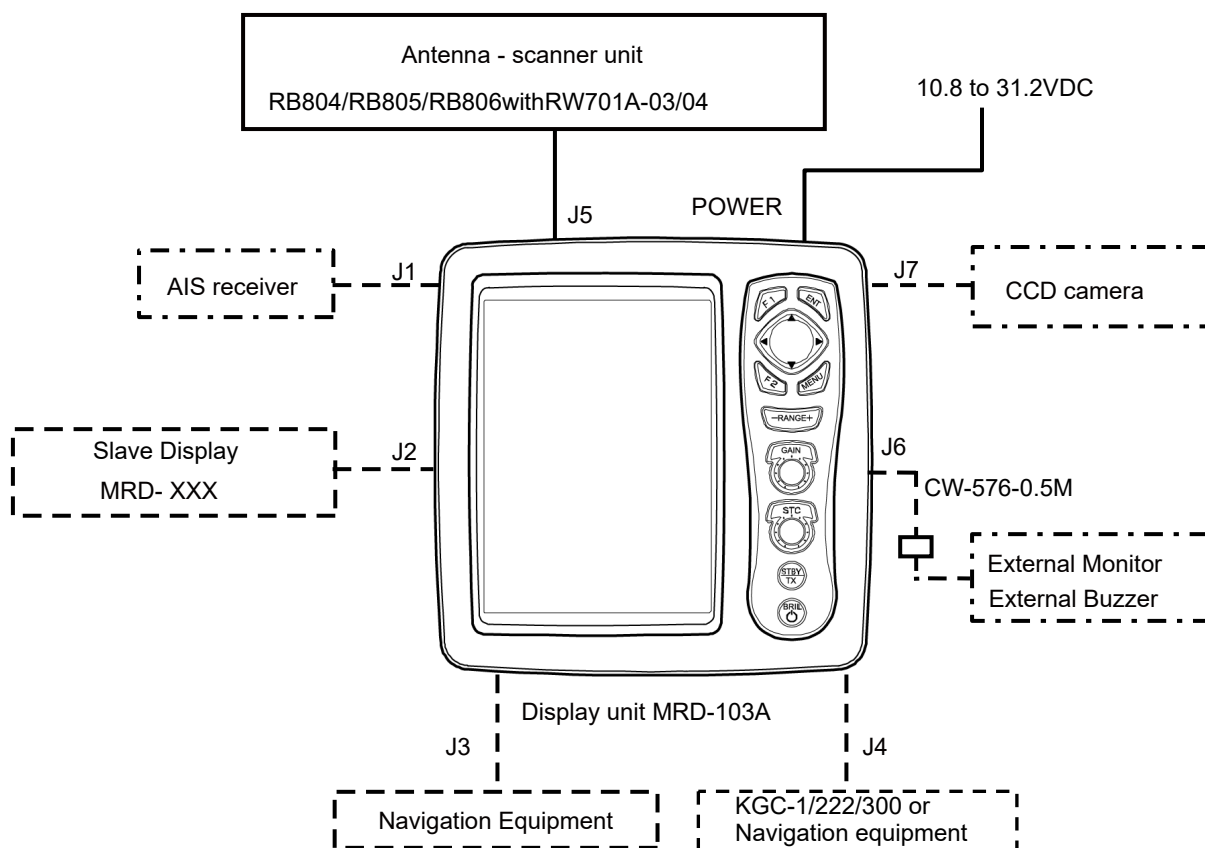 Antenna - scanner unit
RB804/RB805/RB806withRW701A-03/04
10.8 to 31.2VDC
J5
POWER
J1
AIS receiver
J7
CCD camera
F1
ENT
F2
MENU
-RANGE+
GAIN
STC
STBY
TX
BRIL
Slave Display
MRD- XXX
J2
J6
CW-576-0.5M
External Monitor
External Buzzer
Display unit MRD-103A
J3
J4
Navigation Equipment
KGC-1/222/300 or
Navigation equipment